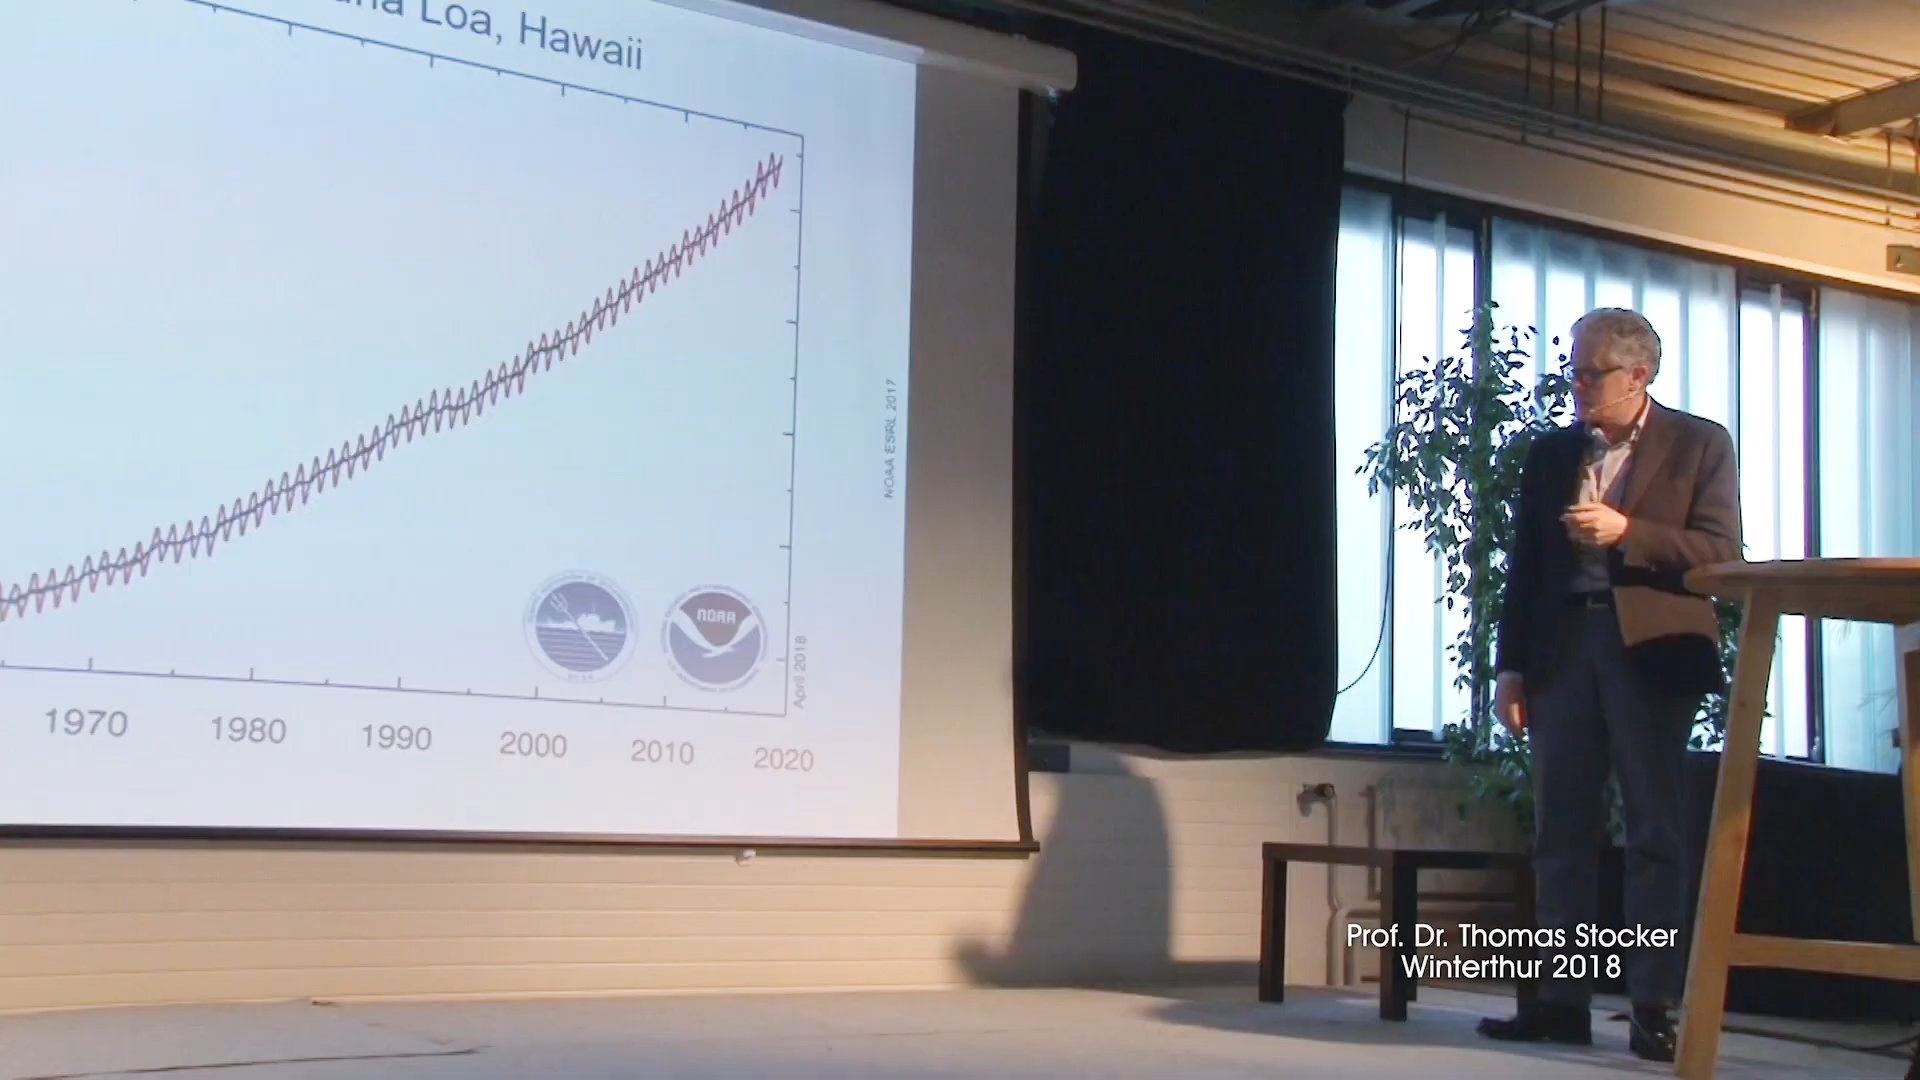 Loa, Hawaii
NOAA ESRL 2017
April 2018
NOAA
1970 1980 1990 2000 2010 2020
Prof. Dr. Thomas Stocker
Winterthur 2018